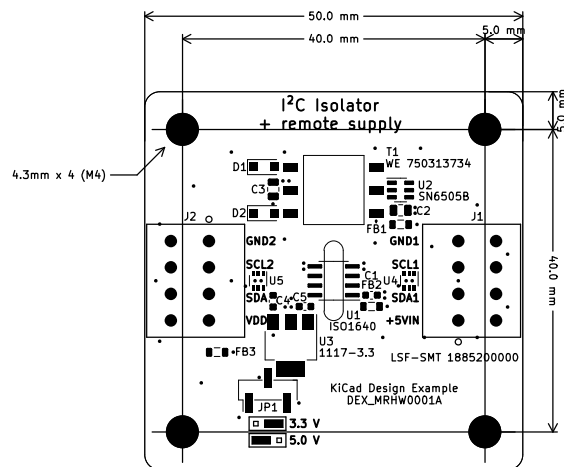 50.0 mm
40.0 mm
5.0 mm
I²C Isolator
+ remote supply
5.0 mm
4.3mm x 4 (M4)
D1
T1
WE 750313734
C3
U2
SN6505B
D2
C2
J2
FB1
J1
GND2
GND1
SCL2
SCL1
U5
C1
U4
FB2
SDA
SDA1
C4
C5
VDD
U1
ISO1640
+5VIN
40.0 mm
U3
1117-3.3
FB3
LSF-SMT 1885200000
KiCad Design Example
DEX_MRHW0001A
JP1
3.3 V
5.0 V